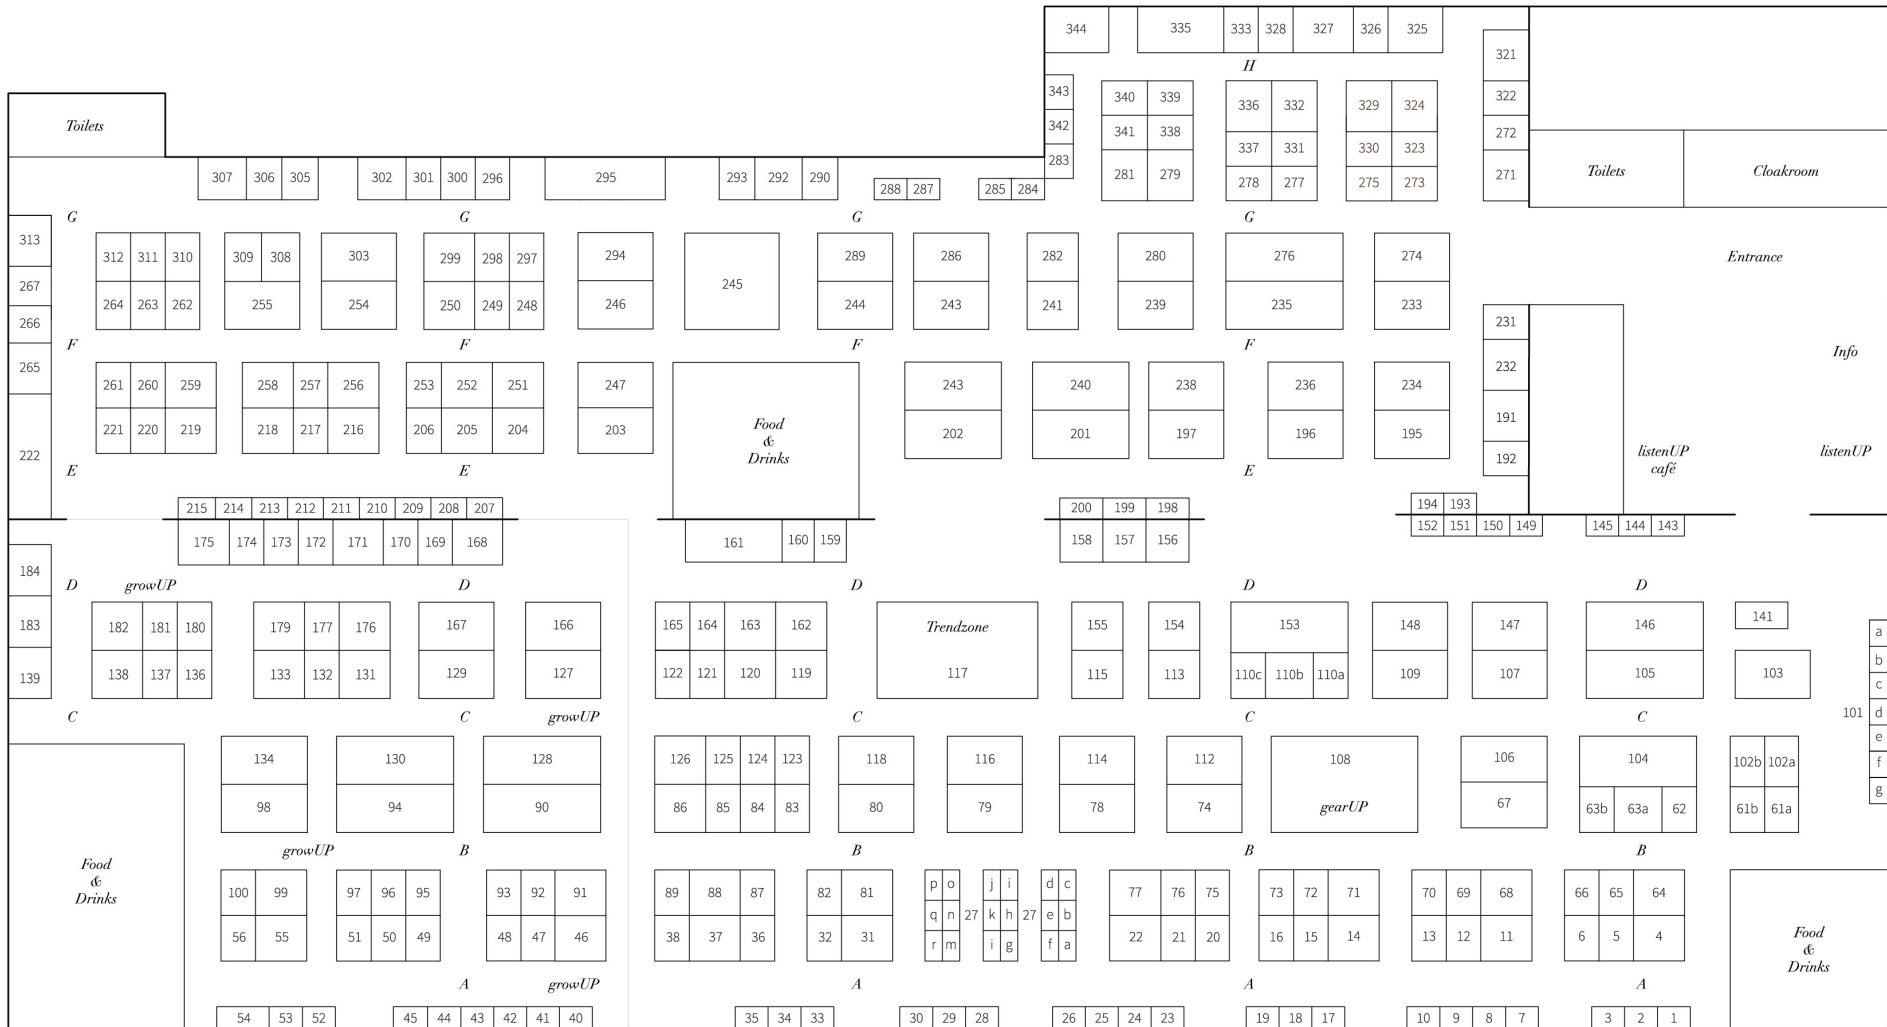 344 335 333 328 327 326 325
321
H
343 340 339 336 332 329 324 322
Toilets
342 341 338 337 331 330 323 272
283 281 279 278 277 275 273 271
Toilets Cloakroom
307 306 305 302 301 300 296 295 293 292 290 288 287 285 284
G G G G
313 312 311 310 309 308 303 299 298 297 294 245 289 286 282 280 276 274
Entrance
267 264 263 262 255 254 250 249 248 246 244 243 241 239 235 233
266 231
F F F F
Info
265 261 260 259 258 257 256 253 252 251 247 243 240 238 236 234 232
221 220 219 218 217 216 206 205 204 203 202 201 197 196 195 191
Food
&
Drinks
222 192
listenUP
café
listenUP
E E E
215 214 213 212 211 210 209 208 207 200 199 198 194 193
152 151 150 149 145 144 143
175 174 173 172 171 170 169 168 161 160 159 158 157 156
184
D growUP D D D D
183 182 181 180 179 177 176 167 166 165 164 163 162
Trendzone
155 154 153 148 147 146 141
a
139 138 137 136 133 132 131 129 127 122 121 120 119 117 115 113 110c 110b 110a 109 107 105 103
b
c
C C growUP C C C
101 d
e
134 130 128 126 125 124 123 118 116 114 112 108 106 104 102b 102a
f
g
98 94 90 86 85 84 83 80 79 78 74
gearUP
67 63b 63a 62 61b 61a
growUP B B B B
Food
&
Drinks
100 99 97 96 95 93 92 91 89 88 87 82 81
p o j i d c
77 76 75 73 72 71 70 69 68 66 65 64
q n 27 k h 27 e b
56 55 51 50 49 48 47 46 38 37 36 32 31
r m i g f a
22 21 20 16 15 14 13 12 11 6 5 4
Food
&
Drinks
A growUP A A A
54 53 52 45 44 43 42 41 40 35 34 33 30 29 28 26 25 24 23 19 18 17 10 9 8 7 3 2 1